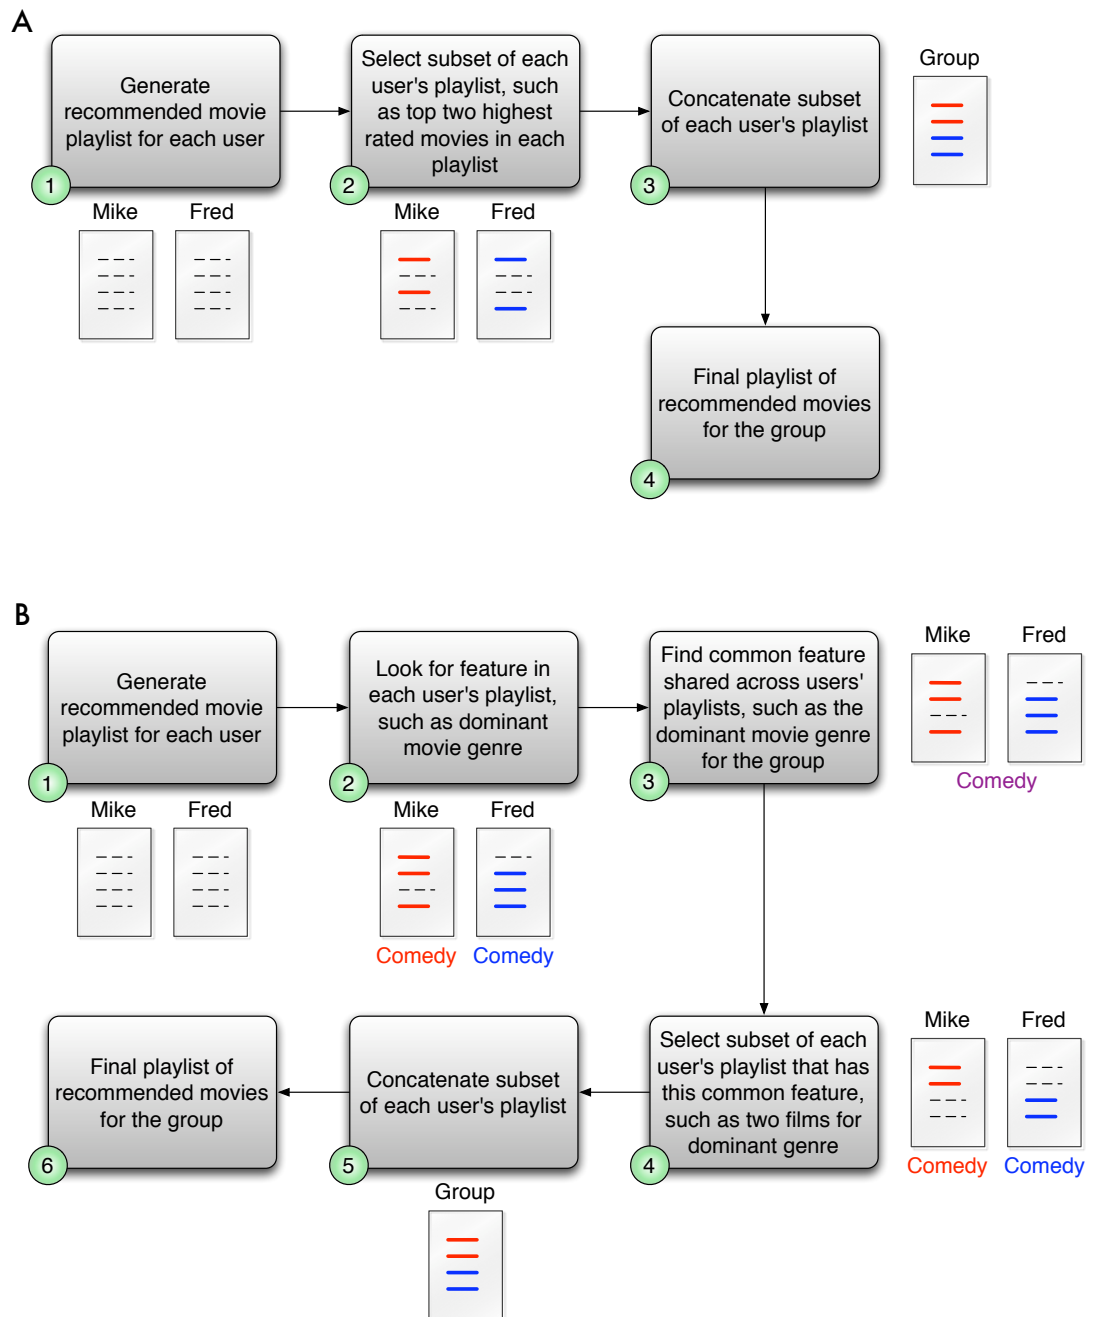 A
Generate
recommended movie
playlist for each user
1
Mike
Fred
Select subset of each
user's playlist, such
as top two highest
rated movies in each
playlist
2
Mike
Fred
Concatenate subset
of each user's playlist
3
Group
Final playlist of
recommended movies
for the group
4
B
Generate
recommended movie
playlist for each user
1
Mike
Fred
Look for feature in
each user's playlist,
such as dominant
movie genre
2
Mike
Fred
Comedy
Comedy
Find common feature
shared across users'
playlists, such as the
dominant movie genre
for the group
3
Mike
Fred
Comedy
Select subset of each
user's playlist that has
this common feature,
such as two films for
dominant genre
4
Mike
Fred
Comedy
Comedy
Concatenate subset
of each user's playlist
5
Group
Final playlist of
recommended movies
for the group
6